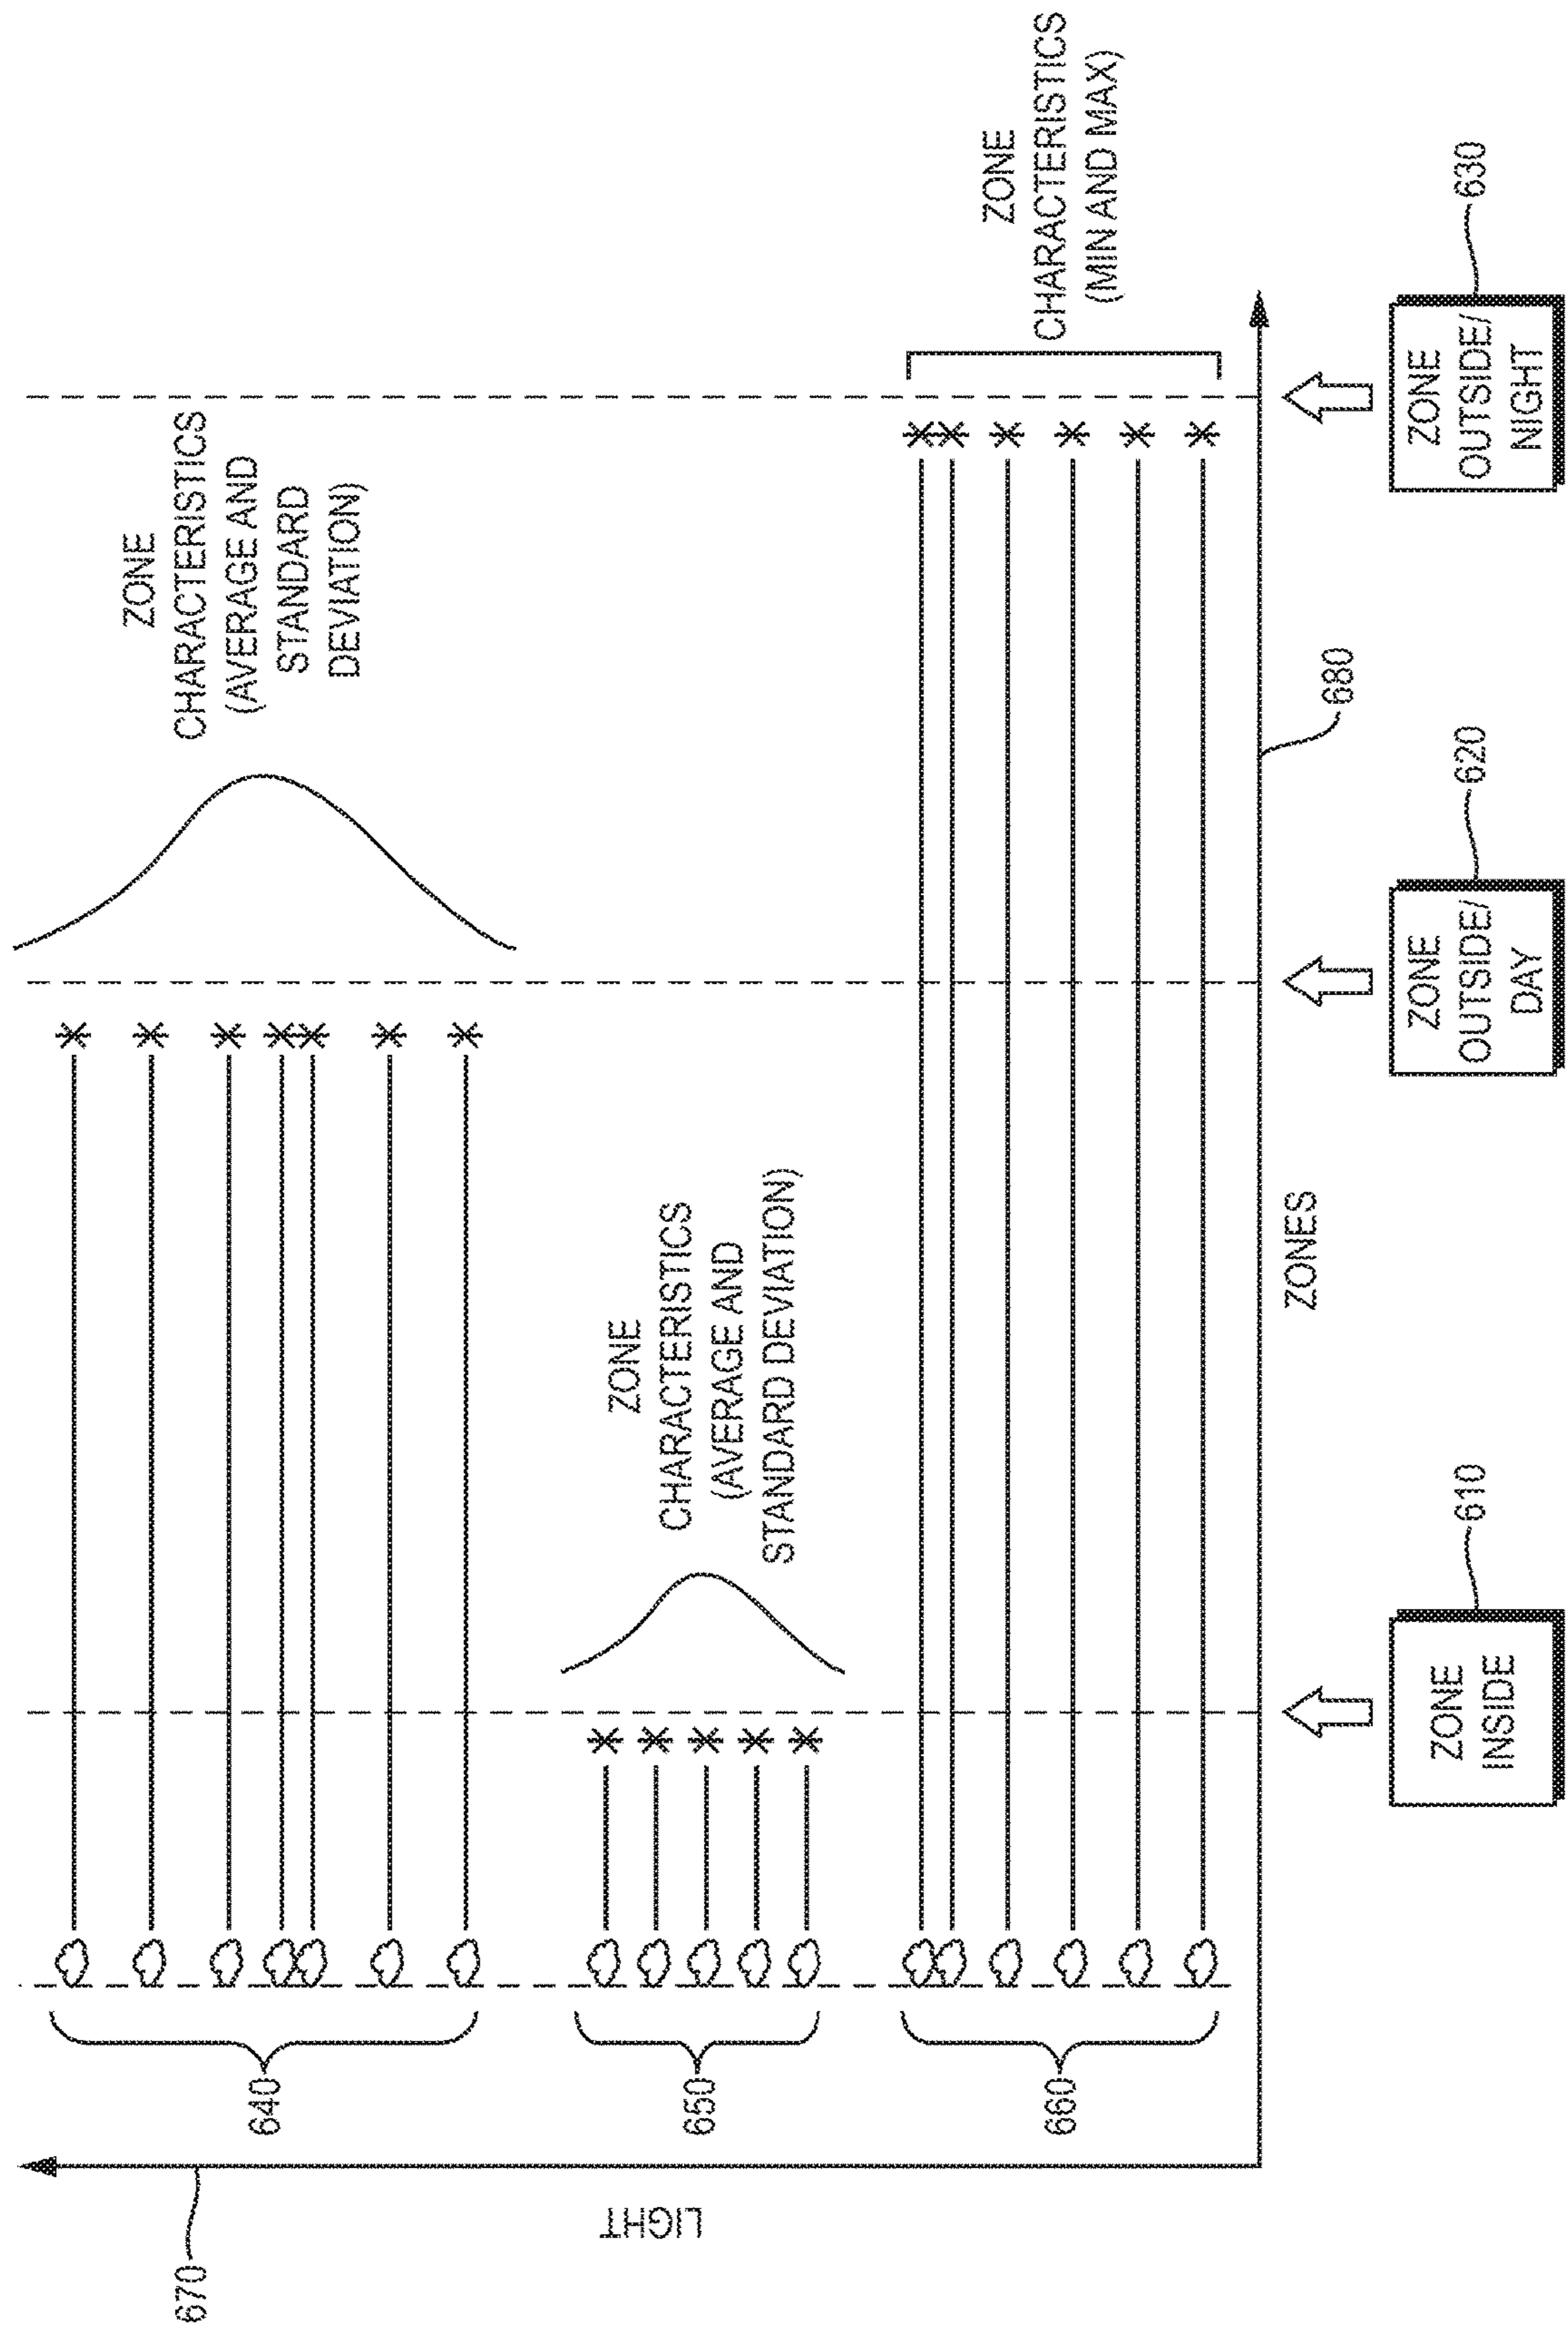 670
ZONE
CHARACTERISTICS
(AVERAGE AND
STANDARD
DEVIATION)
640
LIGHT
650
ZONE
CHARACTERISTICS
(AVERAGE AND
STANDARD DEVIATION)
660
ZONE
CHARACTERISTICS
(MIN AND MAX)
ZONES
680
ZONE
INSIDE
610
ZONE
OUTSIDE/
DAY
620
ZONE
OUTSIDE/
NIGHT
630